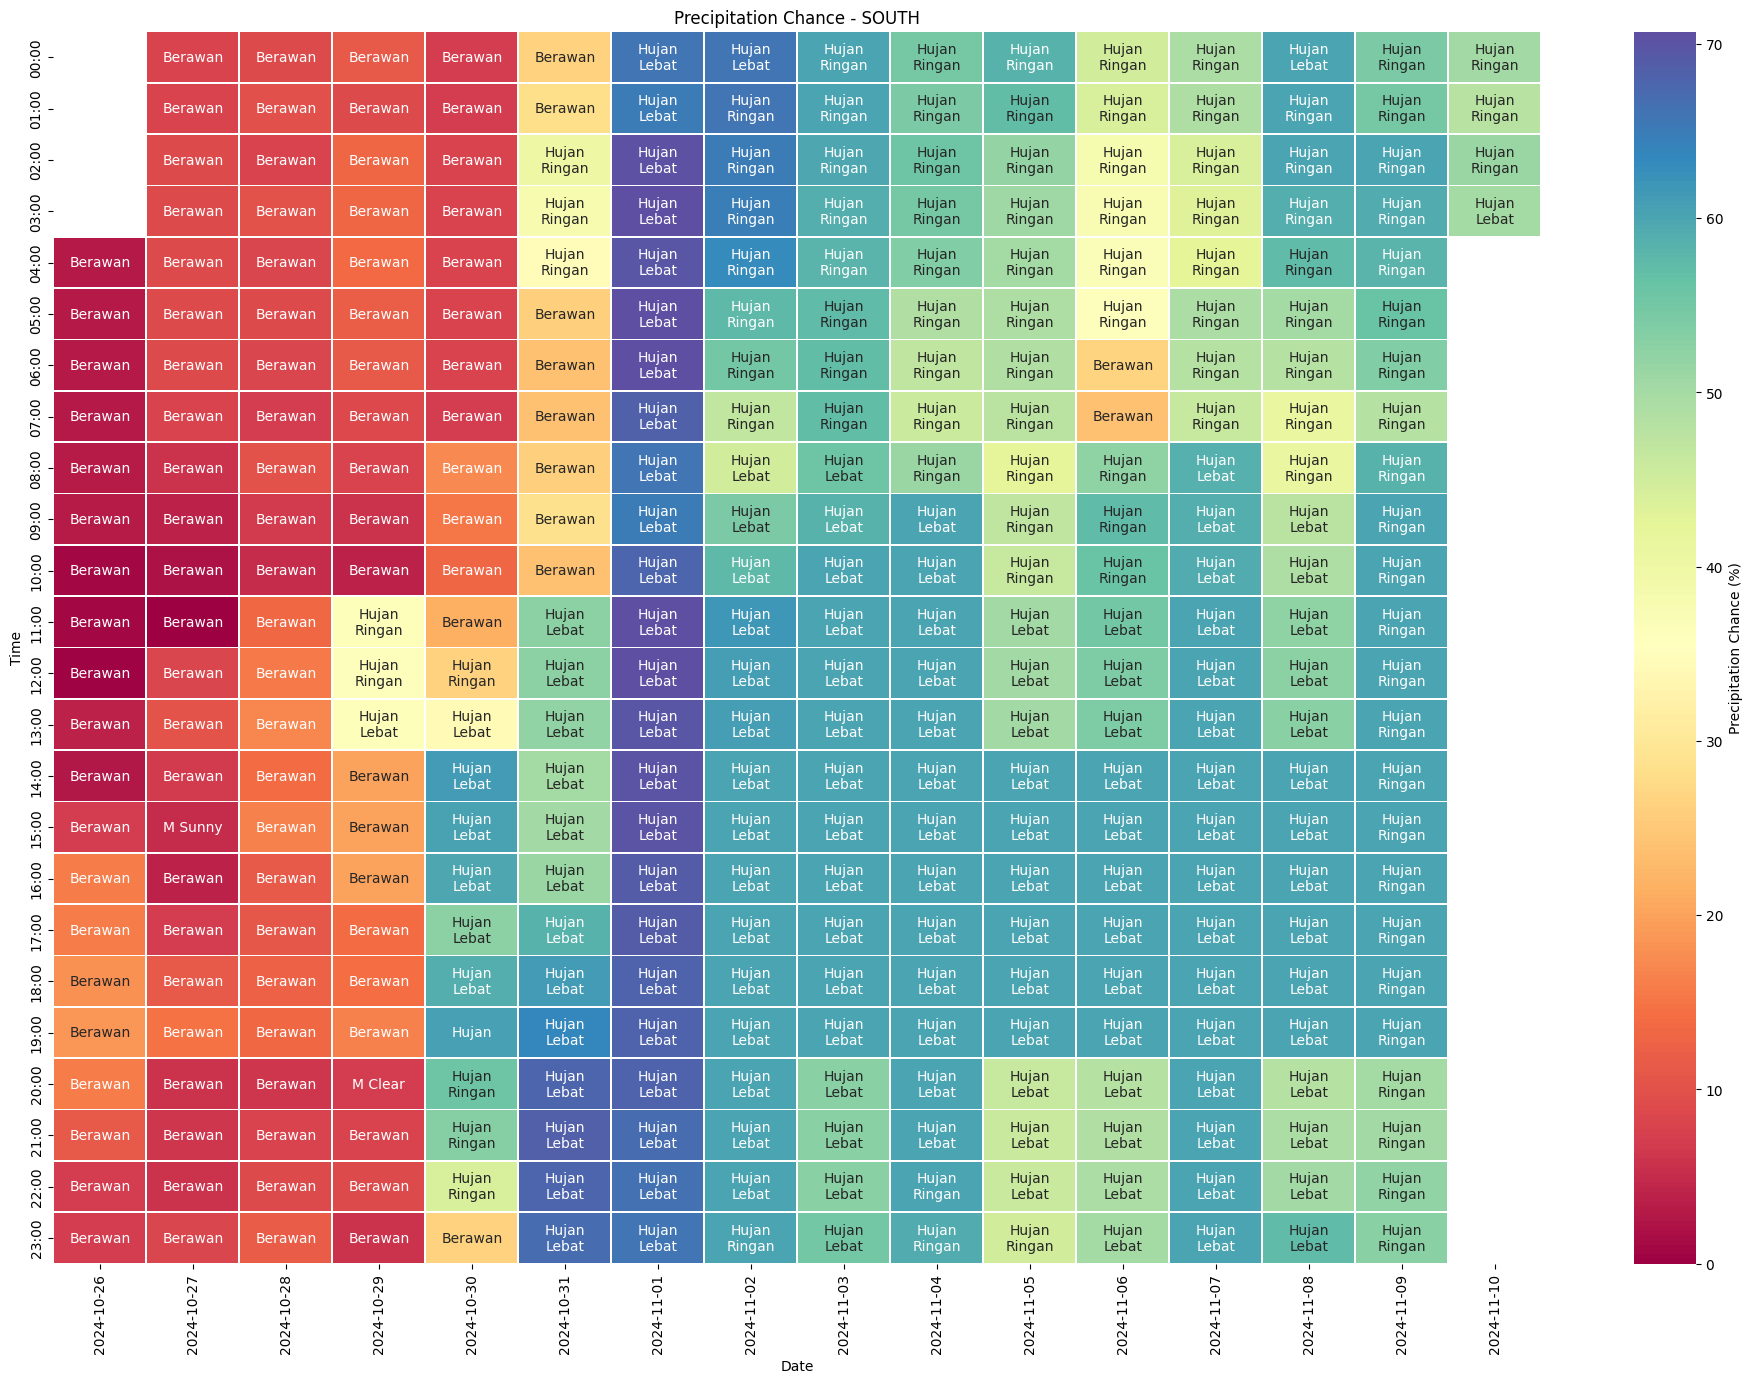 Precipitation Chance - SOUTH
00:00 Berawan Berawan Berawan Berawan Berawan Hujan Lebat Hujan Lebat Hujan Ringan Hujan Ringan Hujan Ringan Hujan Ringan Hujan Ringan Hujan Lebat Hujan Ringan Hujan Ringan
01:00 Berawan Berawan Berawan Berawan Berawan Hujan Lebat Hujan Ringan Hujan Ringan Hujan Ringan Hujan Ringan Hujan Ringan Hujan Ringan Hujan Ringan Hujan Ringan Hujan Ringan
02:00 Berawan Berawan Berawan Berawan Hujan Ringan Hujan Lebat Hujan Ringan Hujan Ringan Hujan Ringan Hujan Ringan Hujan Ringan Hujan Ringan Hujan Ringan Hujan Ringan Hujan Ringan
03:00 Berawan Berawan Berawan Berawan Hujan Ringan Hujan Lebat Hujan Ringan Hujan Ringan Hujan Ringan Hujan Ringan Hujan Ringan Hujan Ringan Hujan Ringan Hujan Ringan Hujan Lebat
04:00 Berawan Berawan Berawan Berawan Berawan Hujan Ringan Hujan Lebat Hujan Ringan Hujan Ringan Hujan Ringan Hujan Ringan Hujan Ringan Hujan Ringan Hujan Ringan Hujan Ringan
05:00 Berawan Berawan Berawan Berawan Berawan Berawan Hujan Lebat Hujan Ringan Hujan Ringan Hujan Ringan Hujan Ringan Hujan Ringan Hujan Ringan Hujan Ringan Hujan Ringan
06:00 Berawan Berawan Berawan Berawan Berawan Berawan Hujan Lebat Hujan Ringan Hujan Ringan Hujan Ringan Hujan Ringan Berawan Hujan Ringan Hujan Ringan Hujan Ringan
07:00 Berawan Berawan Berawan Berawan Berawan Berawan Hujan Lebat Hujan Ringan Hujan Ringan Hujan Ringan Hujan Ringan Berawan Hujan Ringan Hujan Ringan Hujan Ringan
08:00 Berawan Berawan Berawan Berawan Berawan Berawan Hujan Lebat Hujan Lebat Hujan Lebat Hujan Ringan Hujan Ringan Hujan Ringan Hujan Lebat Hujan Ringan Hujan Ringan
09:00 Berawan Berawan Berawan Berawan Berawan Berawan Hujan Lebat Hujan Lebat Hujan Lebat Hujan Lebat Hujan Ringan Hujan Ringan Hujan Lebat Hujan Lebat Hujan Ringan
10:00 Berawan Berawan Berawan Berawan Berawan Berawan Hujan Lebat Hujan Lebat Hujan Lebat Hujan Lebat Hujan Ringan Hujan Ringan Hujan Lebat Hujan Lebat Hujan Ringan
11:00 Berawan Berawan Berawan Hujan Ringan Berawan Hujan Lebat Hujan Lebat Hujan Lebat Hujan Lebat Hujan Lebat Hujan Lebat Hujan Lebat Hujan Lebat Hujan Lebat Hujan Ringan
12:00 Berawan Berawan Berawan Hujan Ringan Hujan Ringan Hujan Lebat Hujan Lebat Hujan Lebat Hujan Lebat Hujan Lebat Hujan Lebat Hujan Lebat Hujan Lebat Hujan Lebat Hujan Ringan
13:00 Berawan Berawan Berawan Hujan Lebat Hujan Lebat Hujan Lebat Hujan Lebat Hujan Lebat Hujan Lebat Hujan Lebat Hujan Lebat Hujan Lebat Hujan Lebat Hujan Lebat Hujan Ringan
14:00 Berawan Berawan Berawan Berawan Hujan Lebat Hujan Lebat Hujan Lebat Hujan Lebat Hujan Lebat Hujan Lebat Hujan Lebat Hujan Lebat Hujan Lebat Hujan Lebat Hujan Ringan
15:00 Berawan M Sunny Berawan Berawan Hujan Lebat Hujan Lebat Hujan Lebat Hujan Lebat Hujan Lebat Hujan Lebat Hujan Lebat Hujan Lebat Hujan Lebat Hujan Lebat Hujan Ringan
16:00 Berawan Berawan Berawan Berawan Hujan Lebat Hujan Lebat Hujan Lebat Hujan Lebat Hujan Lebat Hujan Lebat Hujan Lebat Hujan Lebat Hujan Lebat Hujan Lebat Hujan Ringan
17:00 Berawan Berawan Berawan Berawan Hujan Lebat Hujan Lebat Hujan Lebat Hujan Lebat Hujan Lebat Hujan Lebat Hujan Lebat Hujan Lebat Hujan Lebat Hujan Lebat Hujan Ringan
18:00 Berawan Berawan Berawan Berawan Hujan Lebat Hujan Lebat Hujan Lebat Hujan Lebat Hujan Lebat Hujan Lebat Hujan Lebat Hujan Lebat Hujan Lebat Hujan Lebat Hujan Ringan
19:00 Berawan Berawan Berawan Berawan Hujan Hujan Lebat Hujan Lebat Hujan Lebat Hujan Lebat Hujan Lebat Hujan Lebat Hujan Lebat Hujan Lebat Hujan Lebat Hujan Ringan
20:00 Berawan Berawan Berawan M Clear Hujan Ringan Hujan Lebat Hujan Lebat Hujan Lebat Hujan Lebat Hujan Lebat Hujan Lebat Hujan Lebat Hujan Lebat Hujan Lebat Hujan Ringan
21:00 Berawan Berawan Berawan Berawan Hujan Ringan Hujan Lebat Hujan Lebat Hujan Lebat Hujan Lebat Hujan Lebat Hujan Lebat Hujan Lebat Hujan Lebat Hujan Lebat Hujan Ringan
22:00 Berawan Berawan Berawan Berawan Hujan Ringan Hujan Lebat Hujan Lebat Hujan Lebat Hujan Lebat Hujan Ringan Hujan Lebat Hujan Lebat Hujan Lebat Hujan Lebat Hujan Ringan
23:00 Berawan Berawan Berawan Berawan Berawan Hujan Lebat Hujan Lebat Hujan Ringan Hujan Lebat Hujan Ringan Hujan Ringan Hujan Lebat Hujan Lebat Hujan Lebat Hujan Ringan
Time
2024-10-26 2024-10-27 2024-10-28 2024-10-29 2024-10-30 2024-10-31 2024-11-01 2024-11-02 2024-11-03 2024-11-04 2024-11-05 2024-11-06 2024-11-07 2024-11-08 2024-11-09 2024-11-10
Date
70
60
50
40
30
20
10
0
Precipitation Chance (%)